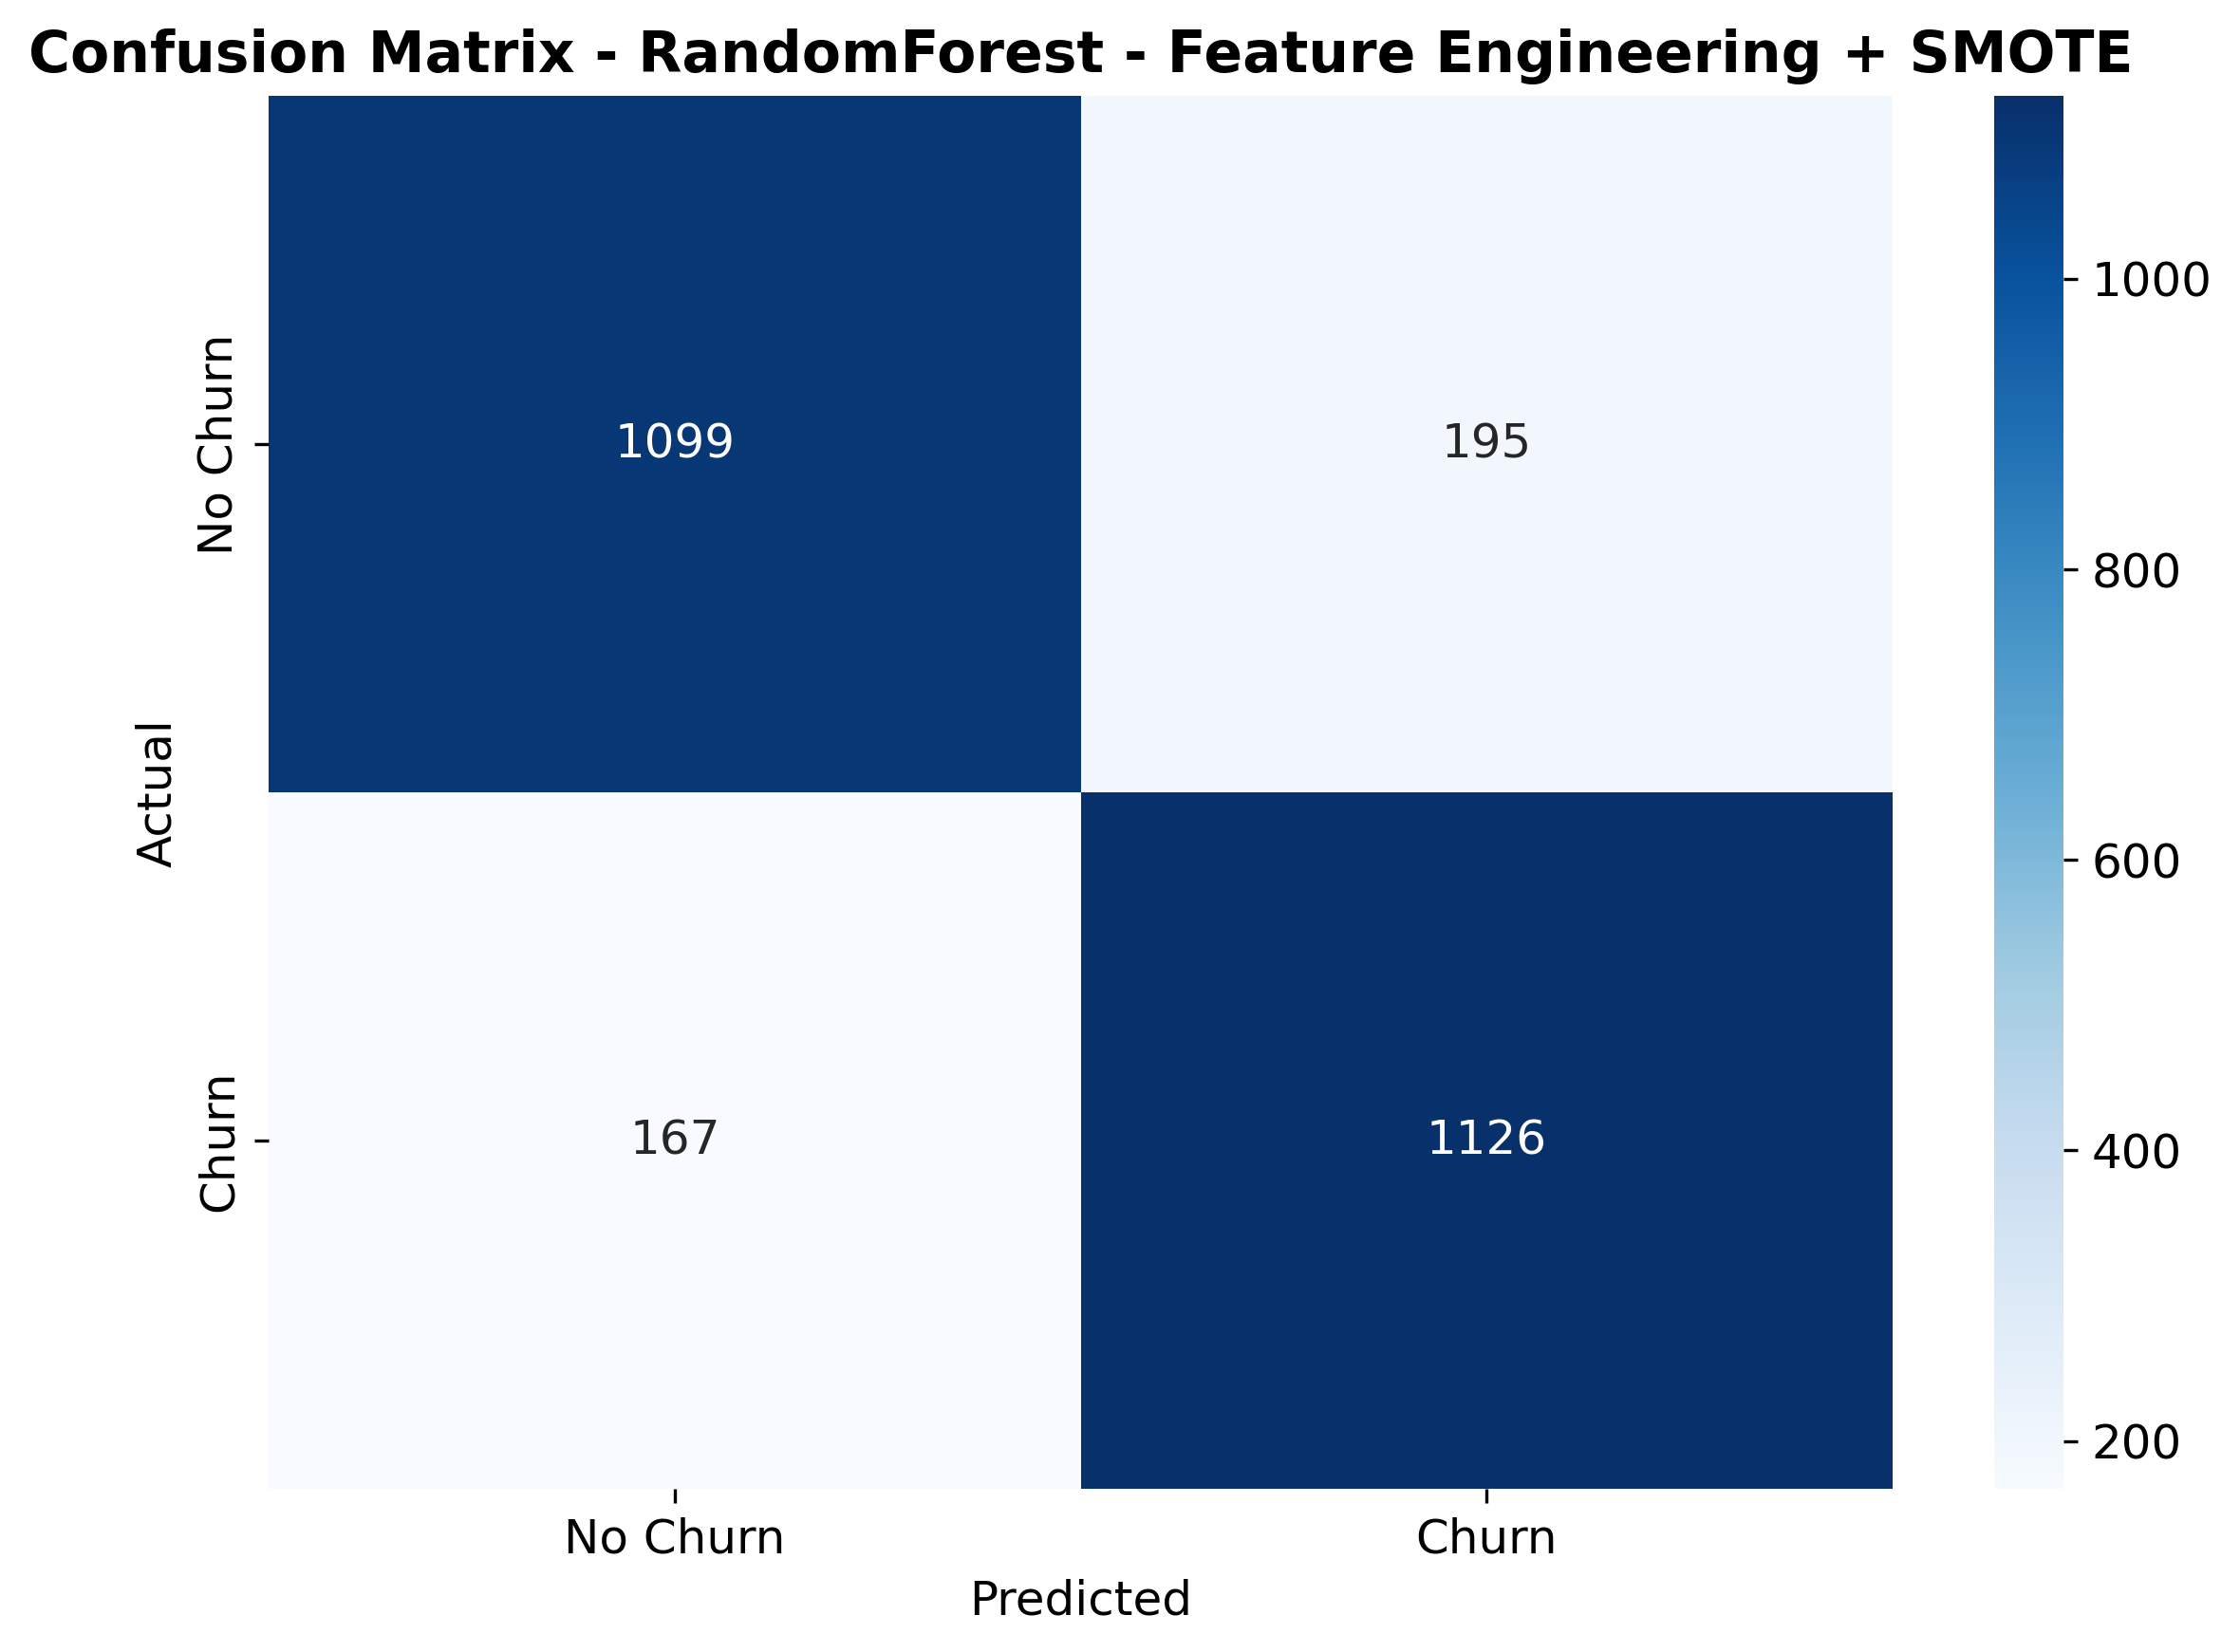 Confusion Matrix - RandomForest - Feature Engineering + SMOTE
Actual
No Churn
Churn
1099
195
167
1126
No Churn
Churn
Predicted
1000
800
600
400
200